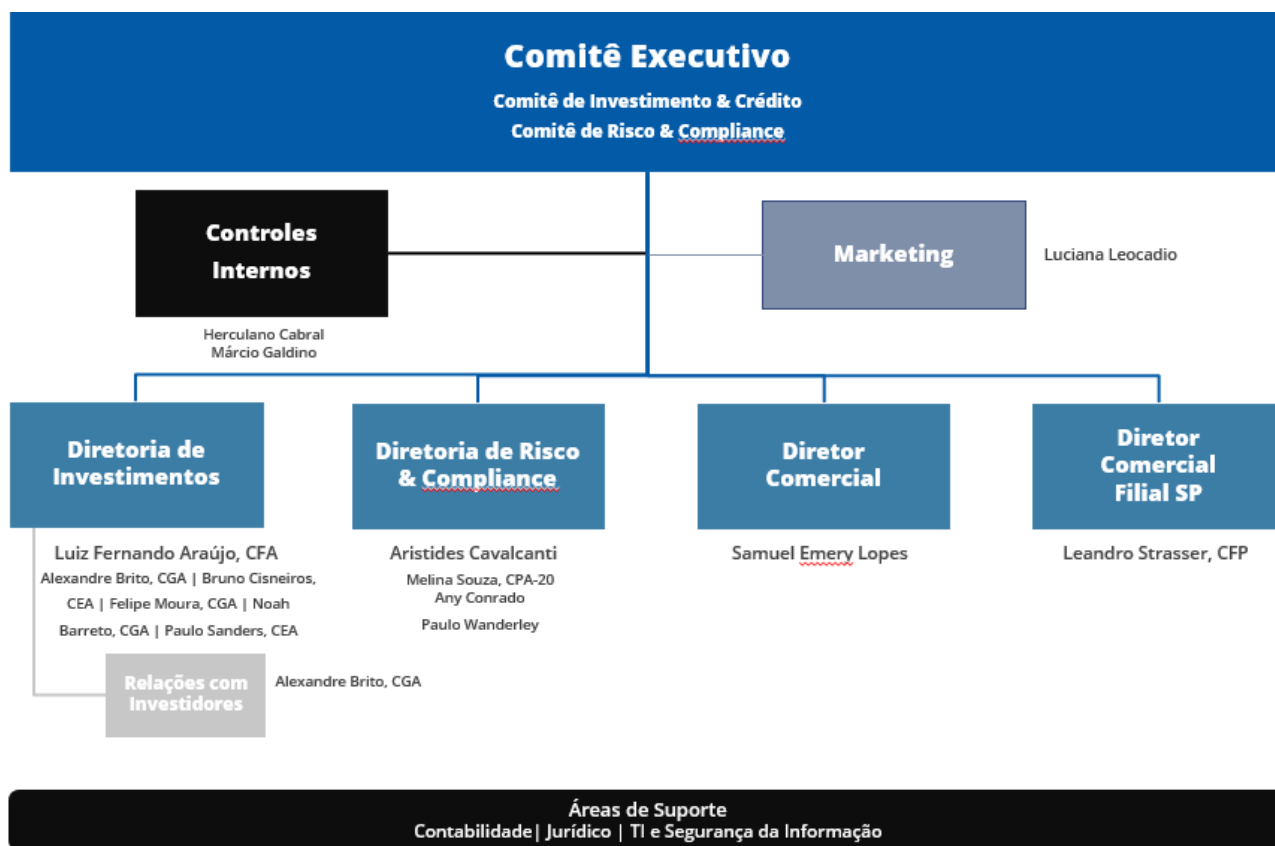 Comitê Executivo
Comitê de Investimento & Crédito
Comitê de Risco & Compliance
Controles
Internos
Herculano Cabral
Márcio Galdino
Marketing
Luciana Leocadio
Diretoria de
Investimentos
Luiz Fernando Araújo, CFA
Alexandre Brito, CGA | Bruno Cisneiros,
CEA | Felipe Moura, CGA | Noah
Barreto, CGA | Paulo Sanders, CEA
Relações com
Investidores
Alexandre Brito, CGA
Diretoria de Risco
& Compliance
Aristides Cavalcanti
Melina Souza, CPA-20
Any Conrado
Paulo Wanderley
Diretor
Comercial
Samuel Emery Lopes
Diretor
Comercial
Filial SP
Leandro Strasser, CFP
Áreas de Suporte
Contabilidade| Jurídico | TI e Segurança da Informação